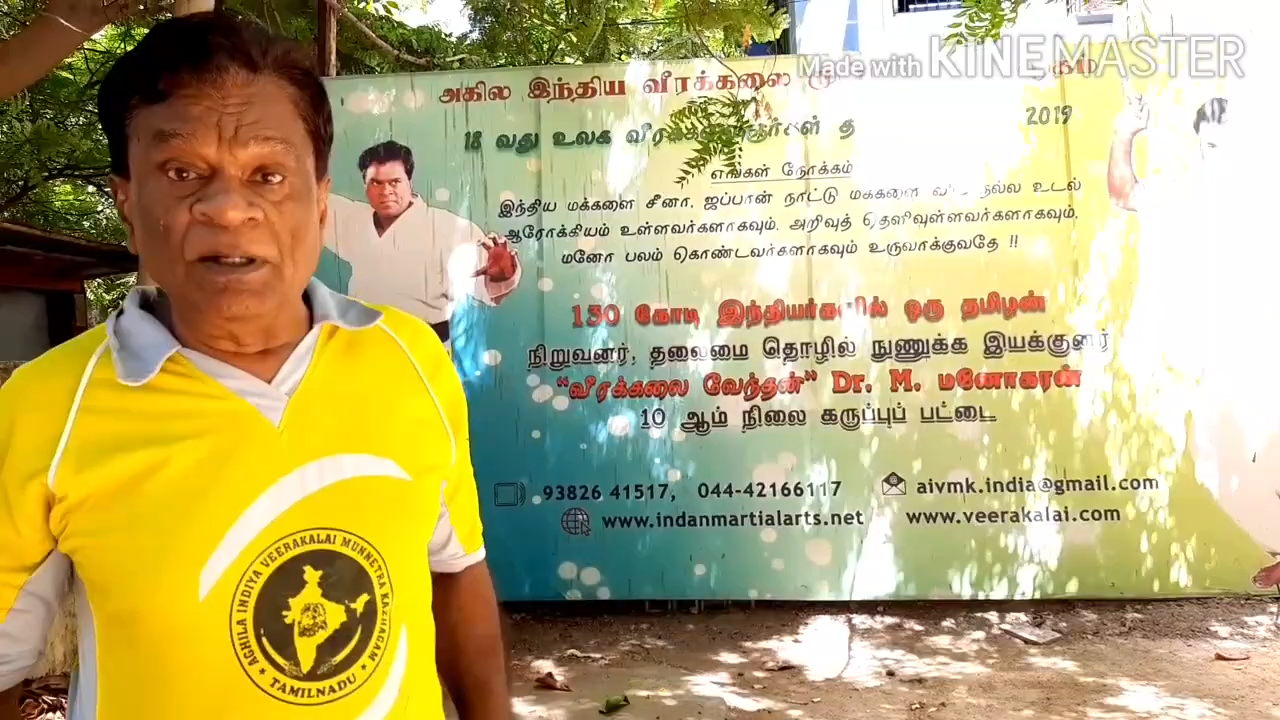 Made with KINEMASTER
அகில இந்திய வீரக்கலை
2019
18 வது உலக
எங்கள் நோக்கம்
இந்திய மக்களை சீனா, ஜப்பான் நாட்டு மக்களை நல்ல உடல்
ஆரோக்கியம் உள்ளவர்களாகவும், அறிவுத் தெளிவுள்ளவர்களாகவும்,
மனோ பலம் கொண்டவர்களாகவும் உருவாக்குவதே !!
130 கோடி இந்தியர்களில் ஒரு தமிழன்
நிறுவனர், தலைமை தொழில் நுணுக்க இயக்குனர்
"வீரக்கலை வேந்தன்" Dr. M. மனோகரன்
10 ஆம் நிலை கருப்புப் பட்டை
93826 41517, 044-42166117
aivmk.india@gmail.com
www.indanmartialarts.net
www.veerakalai.com
AGHILA INDIYA VEERAKALAI MUNNETRA KAZHAGAM
★ TAMILNADU ★